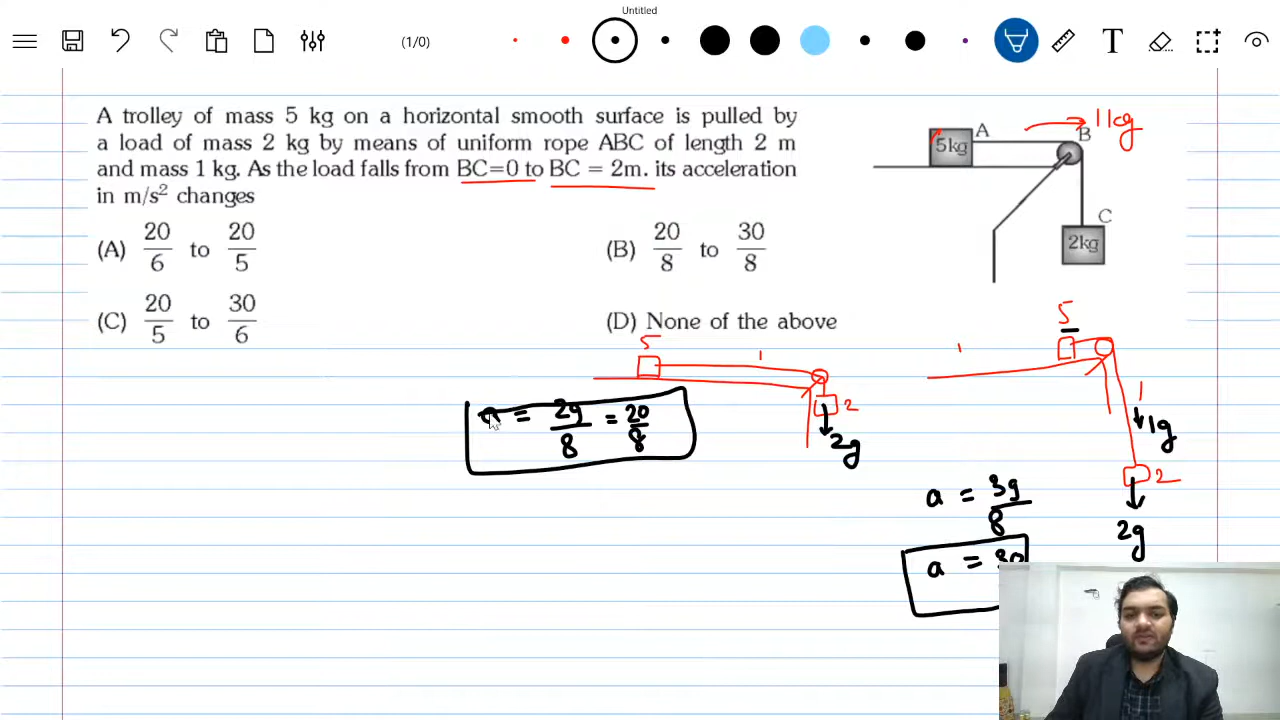 Untitled
(1/0)
T
A trolley of mass 5 kg on a horizontal smooth surface is pulled by
a load of mass 2 kg by means of uniform rope ABC of length 2 m
and mass 1 kg. As the load falls from BC=0 to BC = 2m. its acceleration
in m/s² changes
(A) 20/6 to 20/5
(B) 20/8 to 30/8
(C) 20/5 to 30/6
(D) None of the above
5kg A B 1kg
C
2kg
5 1
2
2g
a = 2g/8 = 20/8
5
1
1
1g
2
2g
a = 3g/8
a = 30